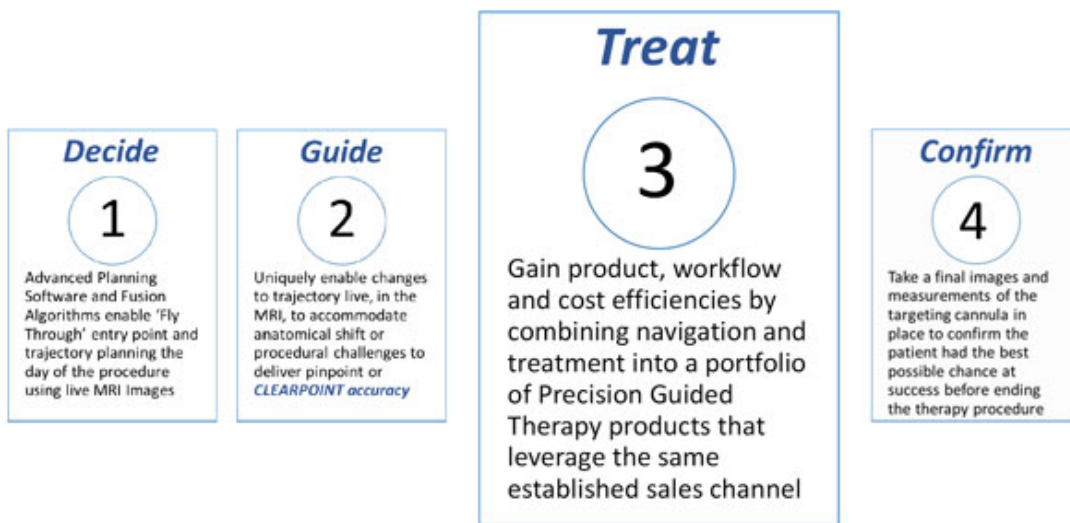 Decide
1
Advanced Planning
Software and Fusion
Algorithms enable ‘Fly
Through’ entry point and
trajectory planning the
day of the procedure
using live MRI Images
Guide
2
Uniquely enable changes
to trajectory live, in the
MRI, to accommodate
anatomical shift or
procedural challenges to
deliver pinpoint or
CLEARPOINT accuracy
Treat
3
Gain product, workflow
and cost efficiencies by
combining navigation and
treatment into a portfolio
of Precision Guided
Therapy products that
leverage the same
established sales channel
Confirm
4
Take a final images and
measurements of the
targeting cannula in
place to confirm the
patient had the best
possible chance at
success before ending
the therapy procedure